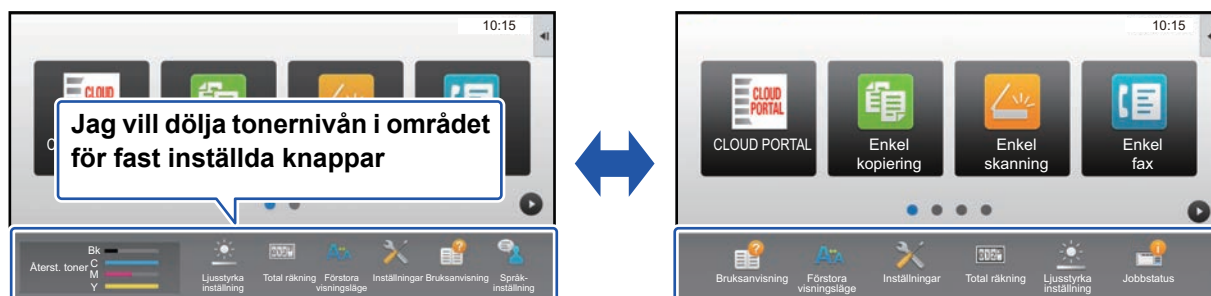 10:15
CLOUD
C
Jag vill dölja tonernivån i området
för fast inställda knappar
Återst. toner
Bk
C
M
Y
Ljusstyrka
inställning
Total räkning
Förstora
visningsläge
Inställningar
Bruksanvisning
Språk-
inställning
10:15
CLOUD
PORTAL
CLOUD PORTAL
Enkel
kopiering
Enkel
skanning
Enkel
fax
Bruksanvisning
Förstora
visningsläge
Inställningar
Total räkning
Ljusstyrka
inställning
Jobbstatus